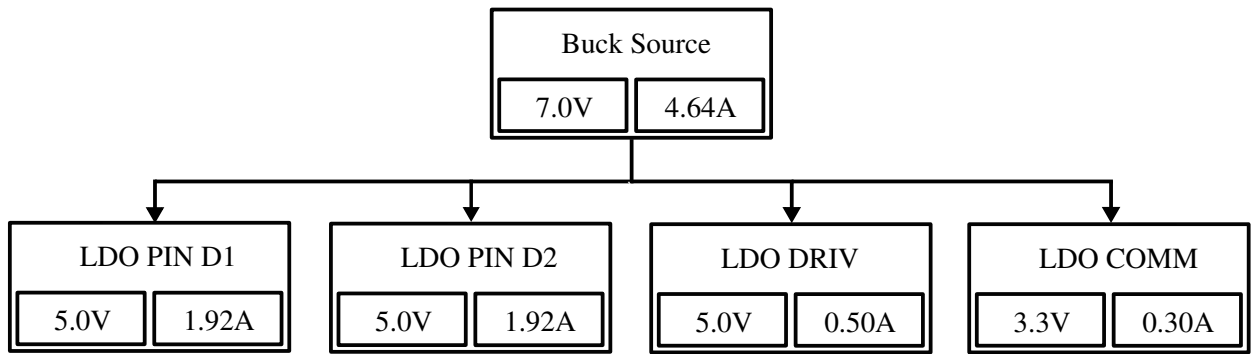 Buck Source
7.0V 4.64A
LDO PIN D1 LDO PIN D2 LDO DRIV LDO COMM
5.0V 1.92A 5.0V 1.92A 5.0V 0.50A 3.3V 0.30A